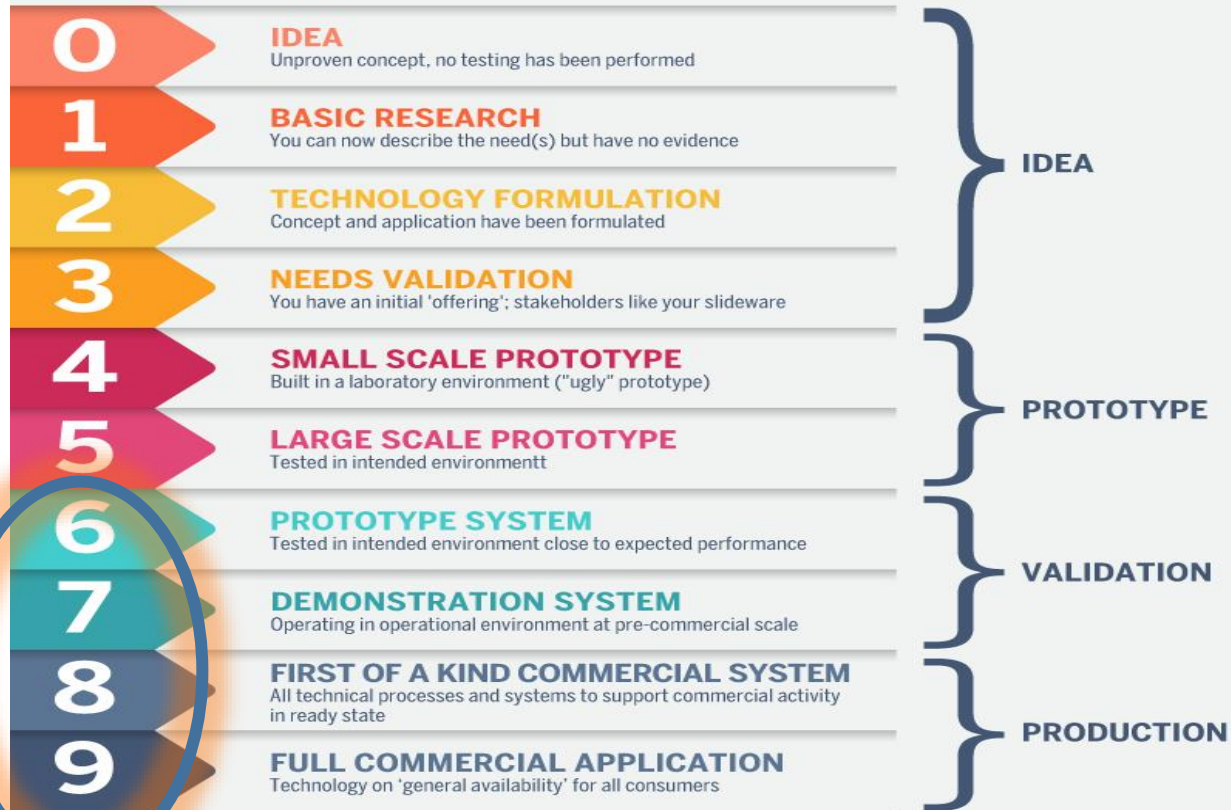 0
IDEA
Unproven concept, no testing has been performed
1
BASIC RESEARCH
You can now describe the need(s) but have no evidence
2
TECHNOLOGY FORMULATION
Concept and application have been formulated
3
NEEDS VALIDATION
You have an initial 'offering'; stakeholders like your slideware
IDEA
4
SMALL SCALE PROTOTYPE
Built in a laboratory environment ("ugly" prototype)
5
LARGE SCALE PROTOTYPE
Tested in intended environmentt
PROTOTYPE
6
PROTOTYPE SYSTEM
Tested in intended environment close to expected performance
7
DEMONSTRATION SYSTEM
Operating in operational environment at pre-commercial scale
VALIDATION
8
FIRST OF A KIND COMMERCIAL SYSTEM
All technical processes and systems to support commercial activity
in ready state
9
FULL COMMERCIAL APPLICATION
Technology on 'general availability' for all consumers
PRODUCTION